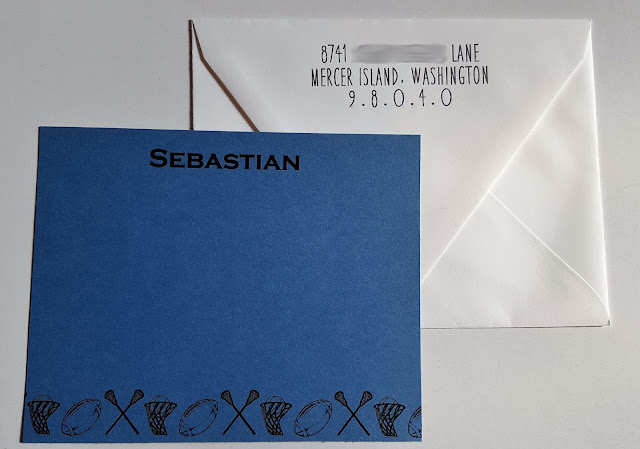 8741 LANE
MERCER ISLAND, WASHINGTON
9.8.0.4.0
SEBASTIAN